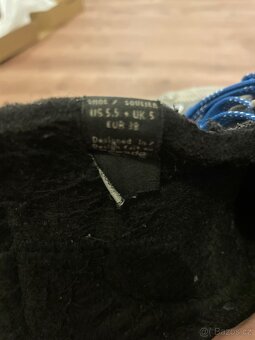 SHOE / SOULIER
US 5.5 • UK 5
EUR 38
Designed in /
© Bazos.cz